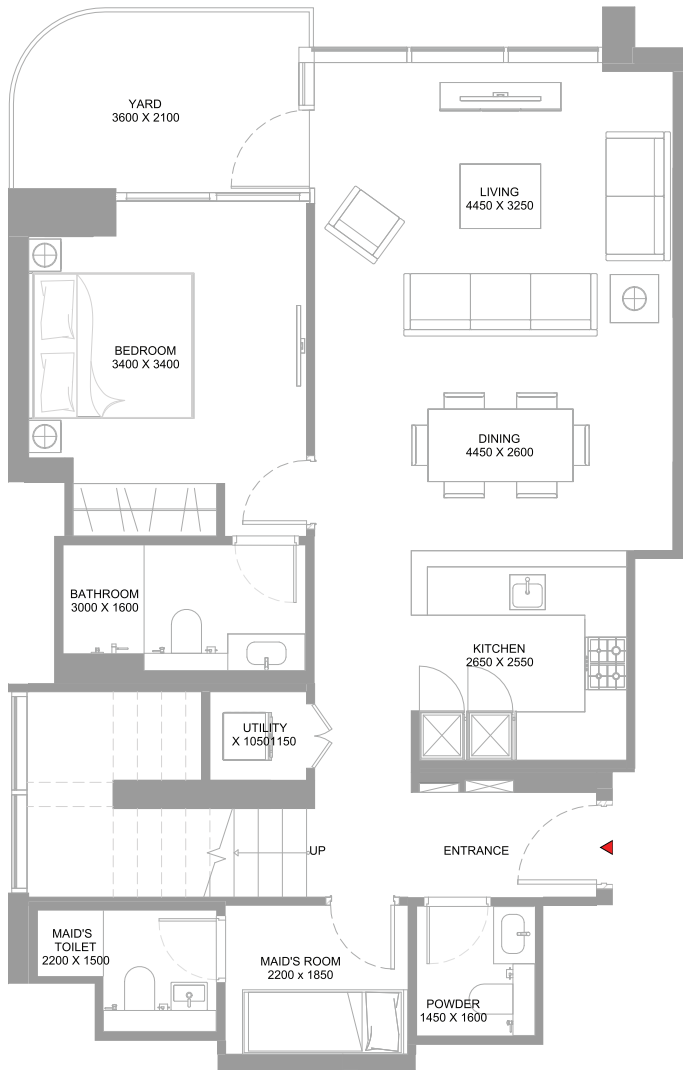 YARD
3600 X 2100
LIVING
4450 X 3250
BEDROOM
3400 X 3400
DINING
4450 X 2600
BATHROOM
3000 X 1600
KITCHEN
2650 X 2550
UTILITY
X 10501150
UP
ENTRANCE
MAID'S
TOILET
2200 X 1500
MAID'S ROOM
2200 x 1850
POWDER
1450 X 1600